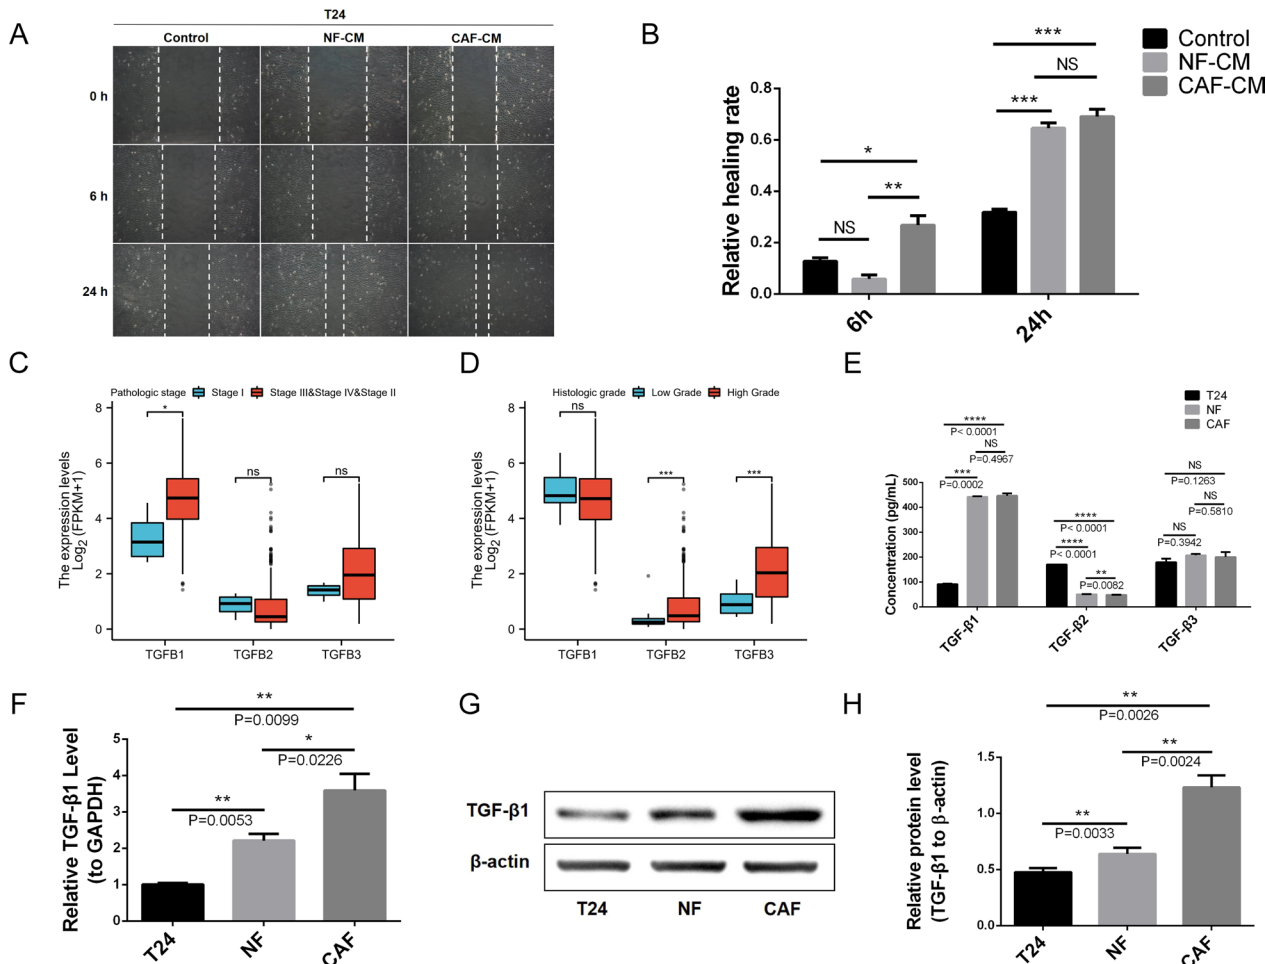 A
T24
Control NF-CM CAF-CM
0 h
6 h
24 h
B
Control
NF-CM
CAF-CM
Relative healing rate
0.8
0.6
0.4
0.2
0.0
NS
*
**
***
NS
***
6h 24h
C
Pathologic stage Stage I Stage III&Stage IV&Stage II
The expression levels
Log2 (FPKM+1)
8
6
4
2
0
*
ns
ns
TGFB1 TGFB2 TGFB3
D
Histologic grade Low Grade High Grade
The expression levels
Log2 (FPKM+1)
8
6
4
2
0
ns
***
***
TGFB1 TGFB2 TGFB3
E
T24
NF
CAF
Concentration (pg/mL)
500
400
300
200
100
0
****
P< 0.0001
NS
P=0.4967
***
P=0.0002
****
P< 0.0001
****
P< 0.0001
**
P=0.0082
NS
P=0.1263
NS
P=0.5810
NS
P=0.3942
TGF-β1 TGF-β2 TGF-β3
F
Relative TGF-β1 Level
(to GAPDH)
5
4
3
2
1
0
**
P=0.0099
*
P=0.0226
**
P=0.0053
T24 NF CAF
G
TGF-β1
β-actin
T24 NF CAF
H
Relative protein level
(TGF-β1 to β-actin)
1.5
1.0
0.5
0.0
**
P=0.0026
**
P=0.0024
**
P=0.0033
T24 NF CAF